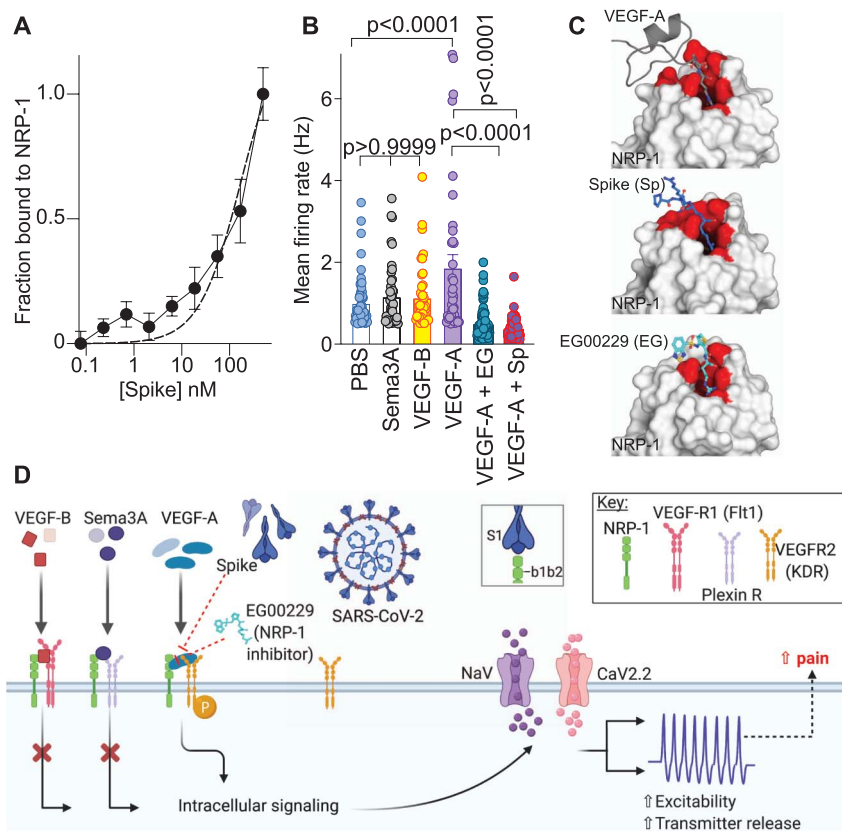 A
Fraction bound to NRP-1
1.0
0.5
0
0.1
1
10
100
[Spike] nM
B
Mean firing rate (Hz)
6
4
2
0
p<0.0001
p<0.0001
p>0.9999
p<0.0001
PBS
Sema3A
VEGF-B
VEGF-A
VEGF-A + EG
VEGF-A + Sp
C
VEGF-A
NRP-1
Spike (Sp)
NRP-1
EG00229 (EG)
NRP-1
D
VEGF-B
Sema3A
VEGF-A
Spike
EG00229
(NRP-1
inhibitor)
SARS-CoV-2
S1
b1b2
Key:
NRP-1
VEGF-R1 (Flt1)
Plexin R
VEGFR2
(KDR)
P
NaV
CaV2.2
⇧ pain
Intracellular signaling
⇧ Excitability
⇧ Transmitter release